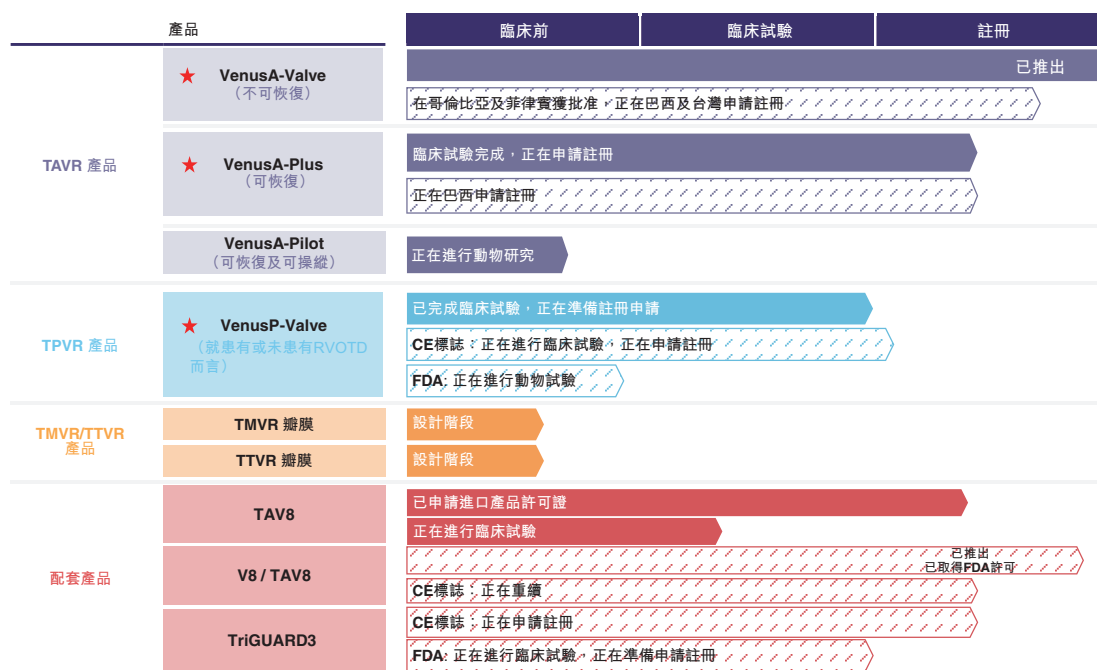 產品
臨床前
臨床試驗
註冊
TAVR 產品
VenusA-Valve
（不可恢復）
已推出
在哥倫比亞及菲律賓獲批准，正在巴西及台灣申請註冊
VenusA-Plus
（可恢復）
臨床試驗完成，正在申請註冊
正在巴西申請註冊
VenusA-Pilot
（可恢復及可操縱）
正在進行動物研究
TPVR 產品
VenusP-Valve
（就患有或未患有RVOTD
而言）
已完成臨床試驗，正在準備註冊申請
CE標誌：正在進行臨床試驗，正在申請註冊
FDA: 正在進行動物試驗
TMVR/TTVR
產品
TMVR 瓣膜
設計階段
TTVR 瓣膜
設計階段
配套產品
TAV8
已申請進口產品許可證
正在進行臨床試驗
V8 / TAV8
已推出
已取得FDA許可
CE標誌：正在重續
TriGUARD3
CE標誌：正在申請註冊
FDA: 正在進行臨床試驗，正在準備申請註冊